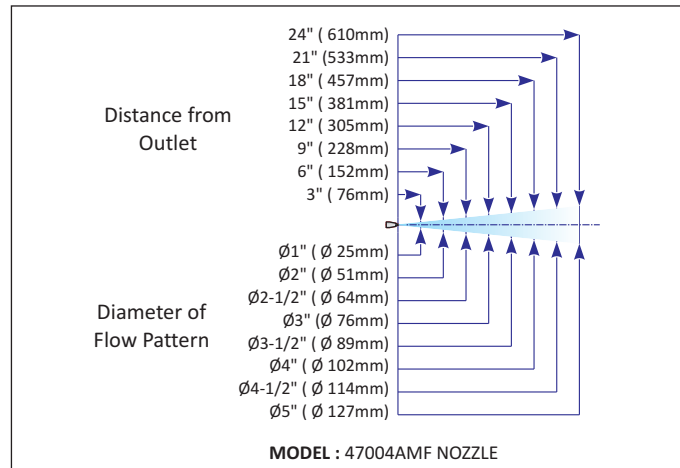 24" ( 610mm)
21" (533mm)
18" ( 457mm)
15" ( 381mm)
12" ( 305mm)
9" ( 228mm)
6" ( 152mm)
3" ( 76mm)
Distance from
Outlet
Ø1" ( Ø 25mm)
Ø2" ( Ø 51mm)
Ø2-1/2" ( Ø 64mm)
Ø3" (Ø 76mm)
Ø3-1/2" ( Ø 89mm)
Ø4" ( Ø 102mm)
Ø4-1/2" ( Ø 114mm)
Ø5" ( Ø 127mm)
Diameter of
Flow Pattern
MODEL : 47004AMF NOZZLE